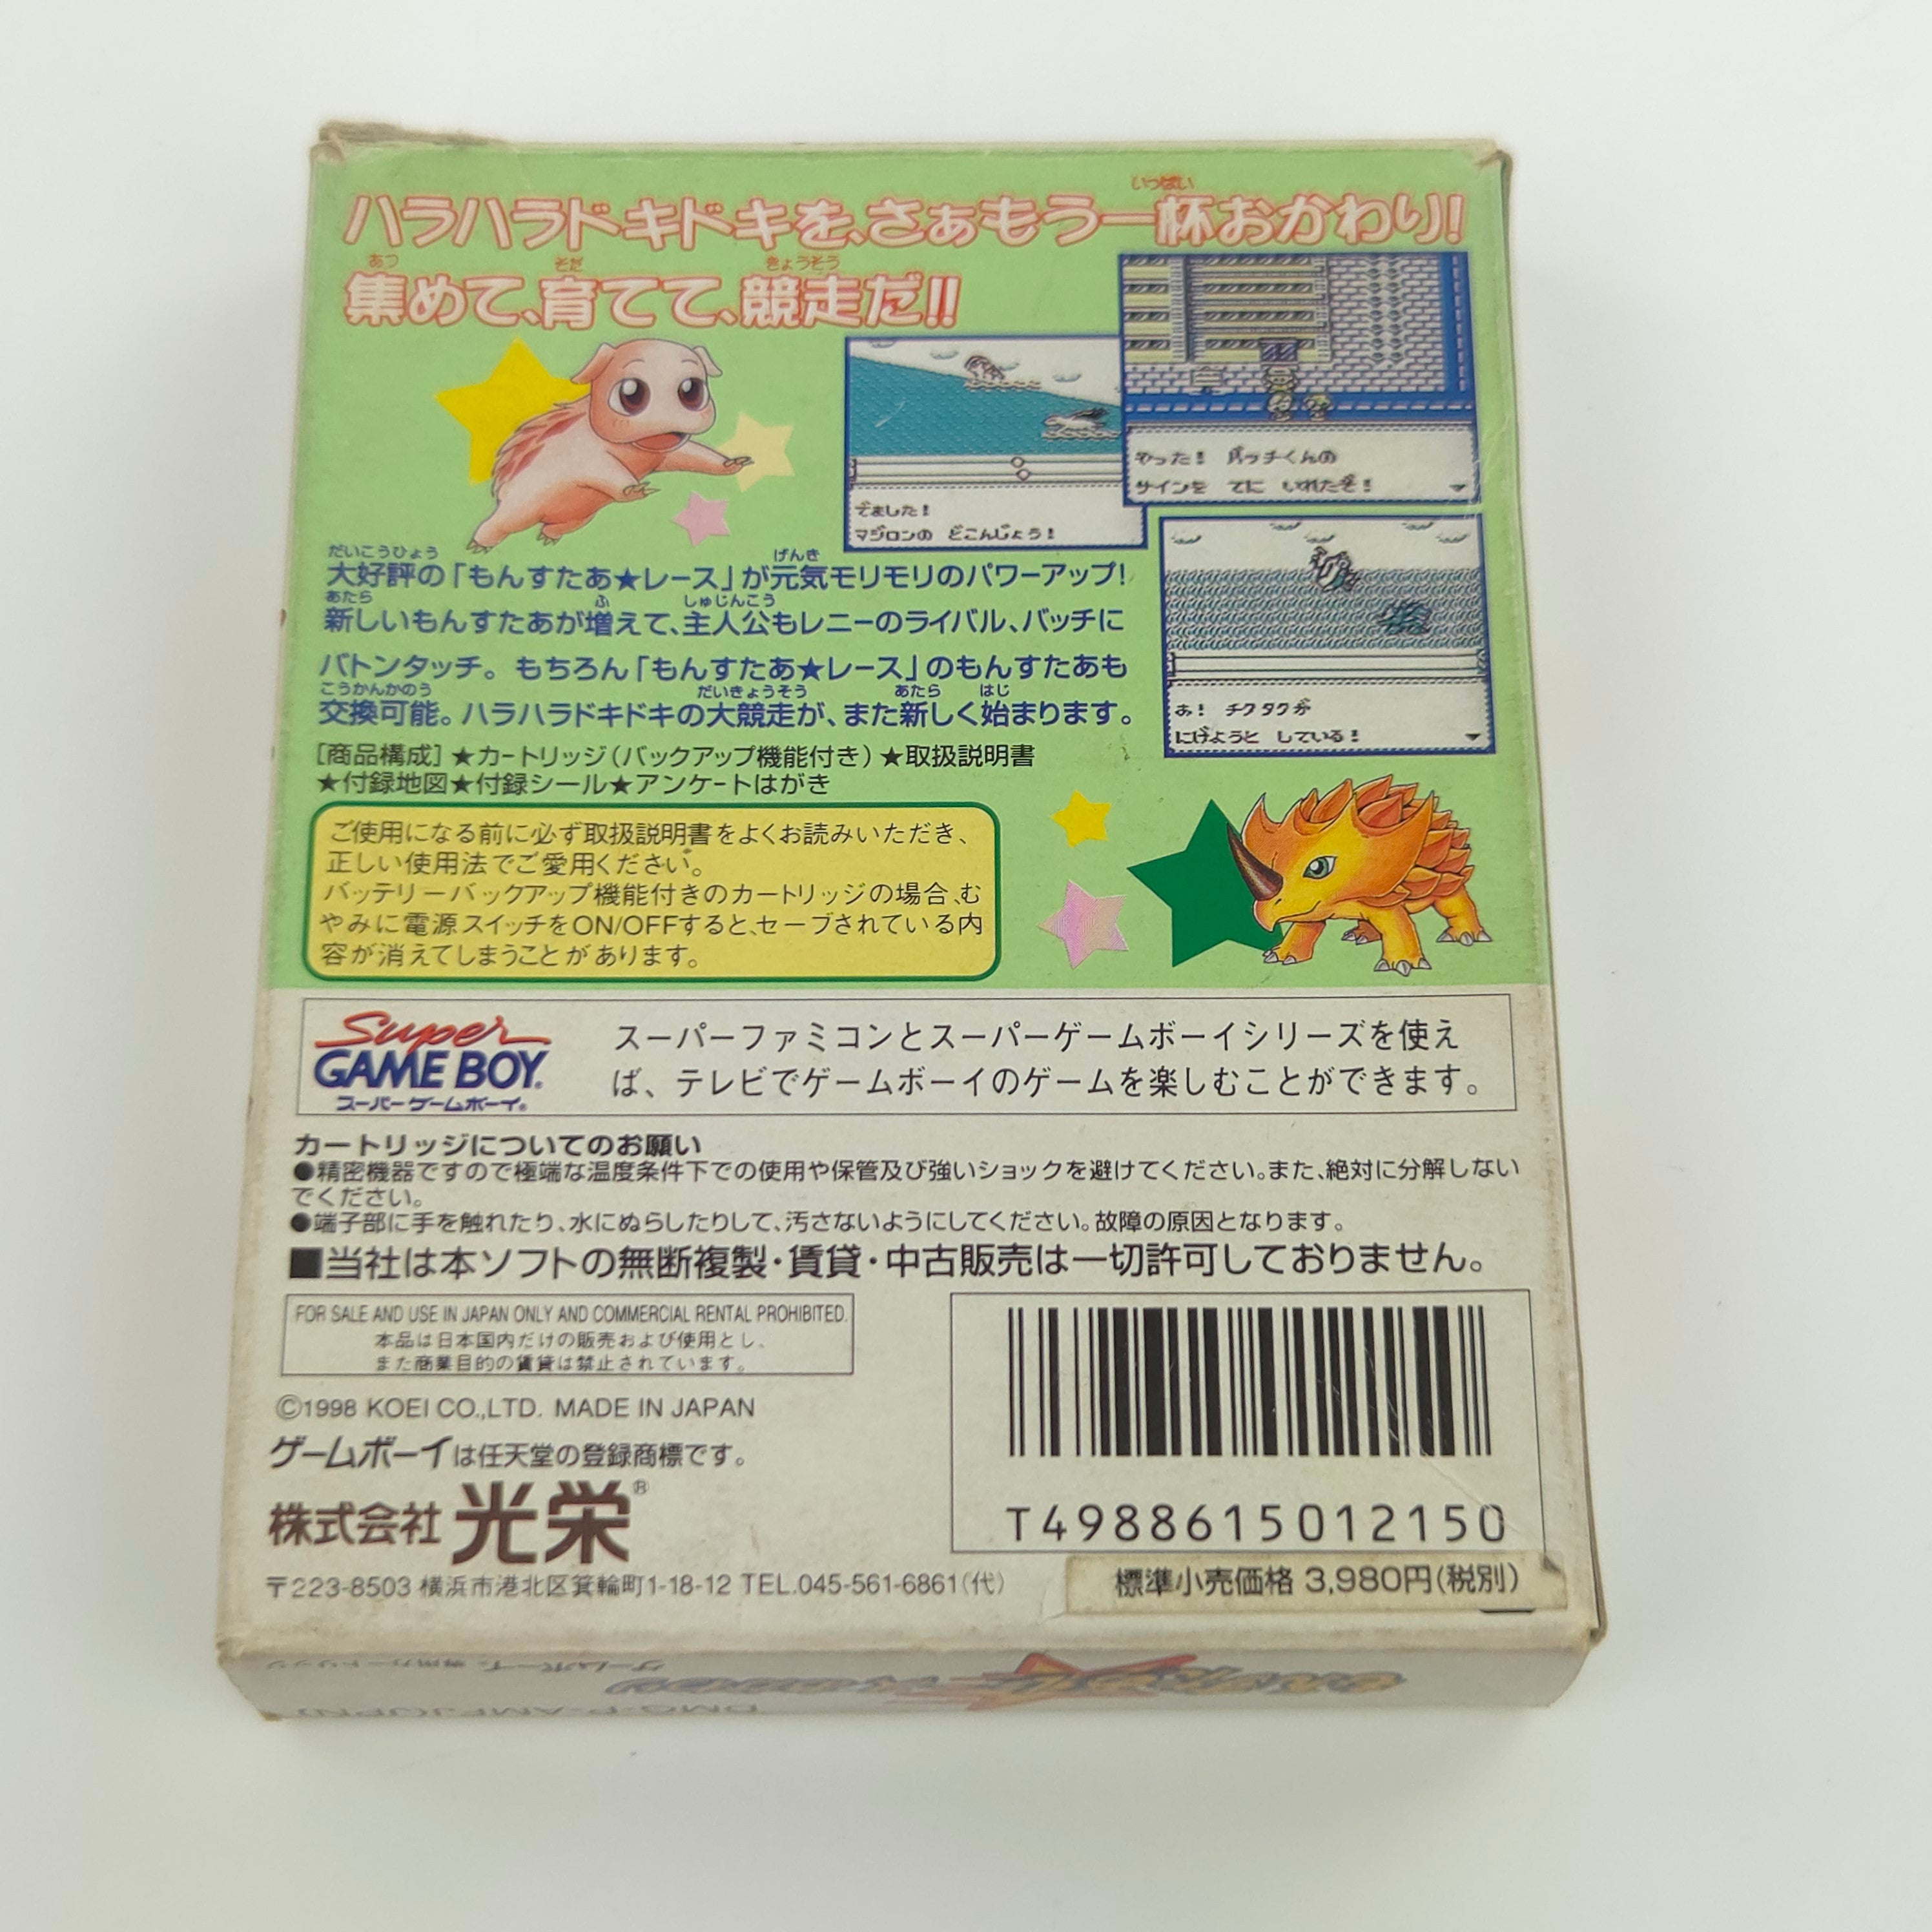 ハラハラドキドキを、さぁもう一杯おかわり!
いっぱい
集めて、育てて、競走だ!!
あつ そだ きょうそう
でました!
マジロンの どこんじょう!
やった! バッチくんの
サインを てに いれたぞ!
あ! チクタクが
にげようと している!
だいこうひょう げんき
大好評の「もんすたあ★レース」が元気モリモリのパワーアップ!
あたら ふ しゅじんこう
新しいもんすたあが増えて、主人公もレニーのライバル、バッチに
バトンタッチ。もちろん「もんすたあ★レース」のもんすたあも
こうかんかのう だいきょうそう あたら はじ
交換可能。ハラハラドキドキの大競走が、また新しく始まります。
[商品構成]★カートリッジ(バックアップ機能付き)★取扱説明書
★付録地図★付録シール★アンケートはがき
ご使用になる前に必ず取扱説明書をよくお読みいただき、
正しい使用法でご愛用ください。
バッテリーバックアップ機能付きのカートリッジの場合、む
やみに電源スイッチをON/OFFすると、セーブされている内
容が消えてしまうことがあります。
Super
GAME BOY®
スーパーゲームボーイ®
スーパーファミコンとスーパーゲームボーイシリーズを使え
ば、テレビでゲームボーイのゲームを楽しむことができます。
カートリッジについてのお願い
●精密機器ですので極端な温度条件下での使用や保管及び強いショックを避けてください。また、絶対に分解しない
でください。
●端子部に手を触れたり、水にぬらしたりして、汚さないようにしてください。故障の原因となります。
■当社は本ソフトの無断複製・賃貸・中古販売は一切許可しておりません。
FOR SALE AND USE IN JAPAN ONLY AND COMMERCIAL RENTAL PROHIBITED.
本品は日本国内だけの販売および使用とし、
また商業目的の賃貸は禁止されています。
©1998 KOEI CO.,LTD. MADE IN JAPAN
ゲームボーイは任天堂の登録商標です。
株式会社 光栄®
〒223-8503 横浜市港北区箕輪町1-18-12 TEL.045-561-6861(代)
T4988615012150
標準小売価格 3,980円(税別)
ゲームボーイ専用カートリッジ
DMG-P-AMFJ(JPN)